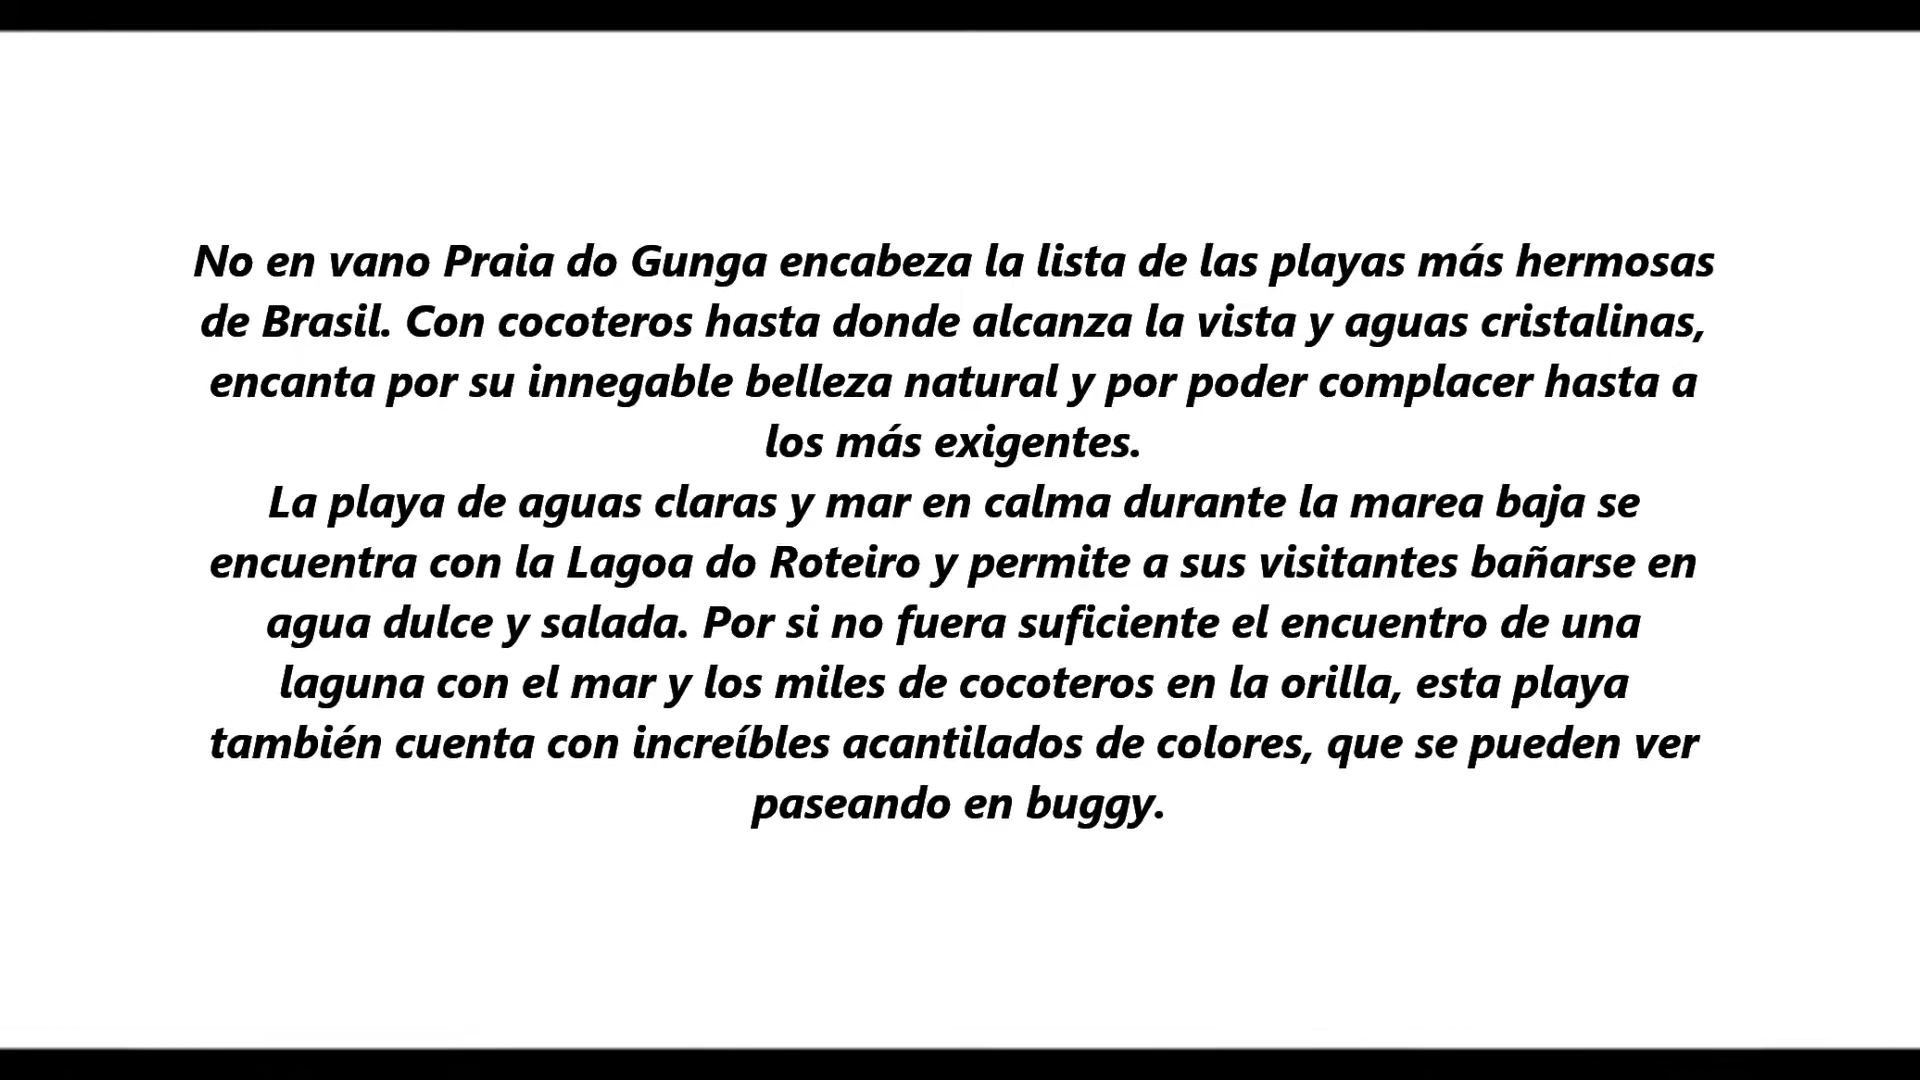 No en vano Praia do Gunga encabeza la lista de las playas más hermosas
de Brasil. Con cocoteros hasta donde alcanza la vista y aguas cristalinas,
encanta por su innegable belleza natural y por poder complacer hasta a
los más exigentes.
La playa de aguas claras y mar en calma durante la marea baja se
encuentra con la Lagoa do Roteiro y permite a sus visitantes bañarse en
agua dulce y salada. Por si no fuera suficiente el encuentro de una
laguna con el mar y los miles de cocoteros en la orilla, esta playa
también cuenta con increíbles acantilados de colores, que se pueden ver
paseando en buggy.